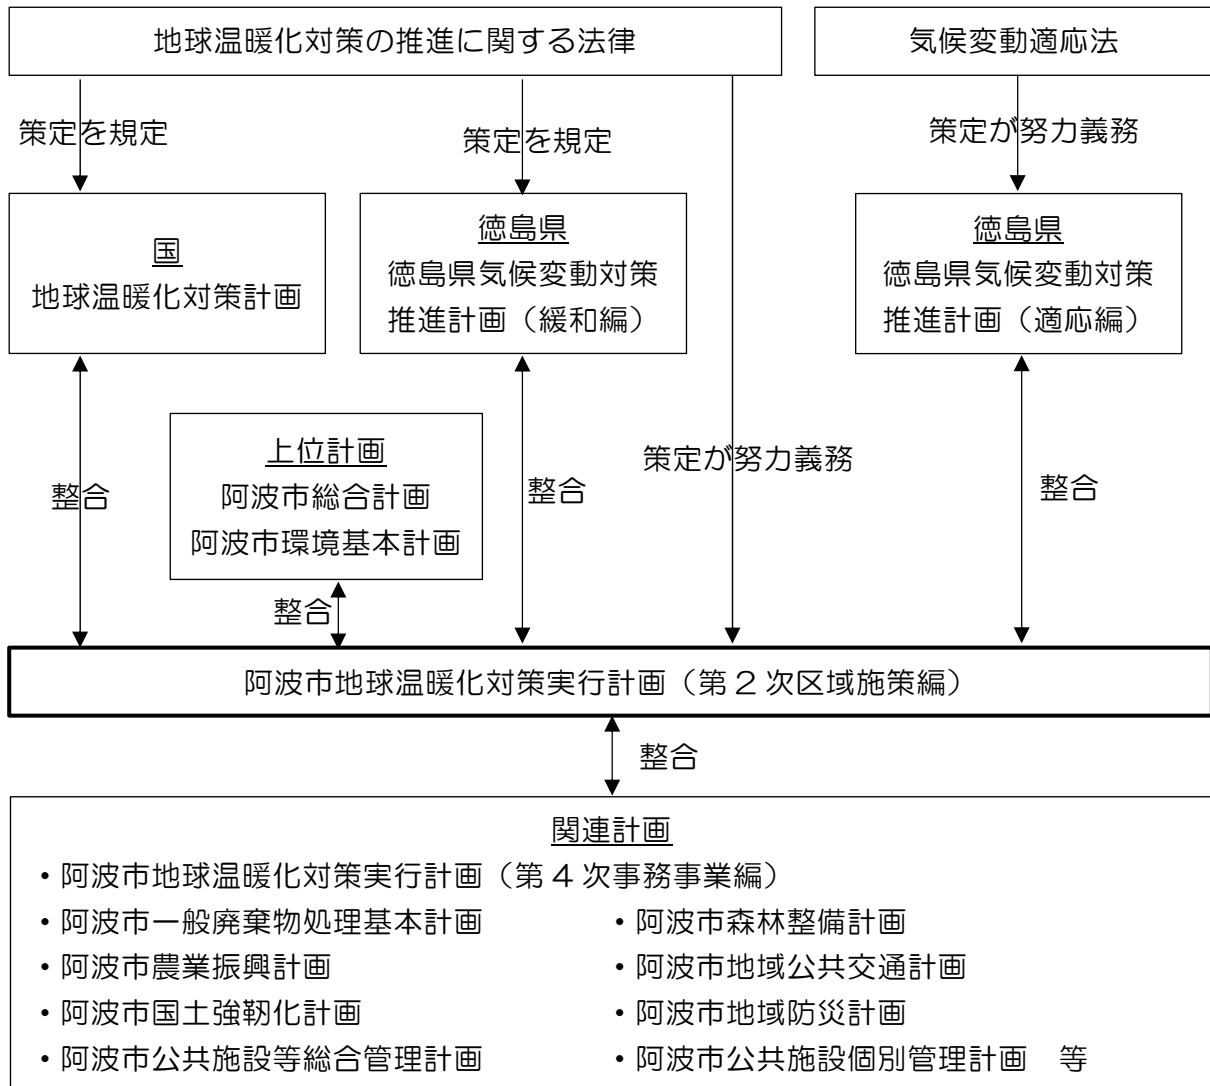 地球温暖化対策の推進に関する法律
気候変動適応法
策定を規定
策定を規定
策定が努力義務
国
地球温暖化対策計画
徳島県
徳島県気候変動対策
推進計画（緩和編）
徳島県
徳島県気候変動対策
推進計画（適応編）
上位計画
阿波市総合計画
阿波市環境基本計画
策定が努力義務
整合
整合
整合
整合
阿波市地球温暖化対策実行計画（第２次区域施策編）
整合
関連計画
・阿波市地球温暖化対策実行計画（第４次事務事業編）
・阿波市一般廃棄物処理基本計画
・阿波市森林整備計画
・阿波市農業振興計画
・阿波市地域公共交通計画
・阿波市国土強靭化計画
・阿波市地域防災計画
・阿波市公共施設等総合管理計画
・阿波市公共施設個別管理計画　等